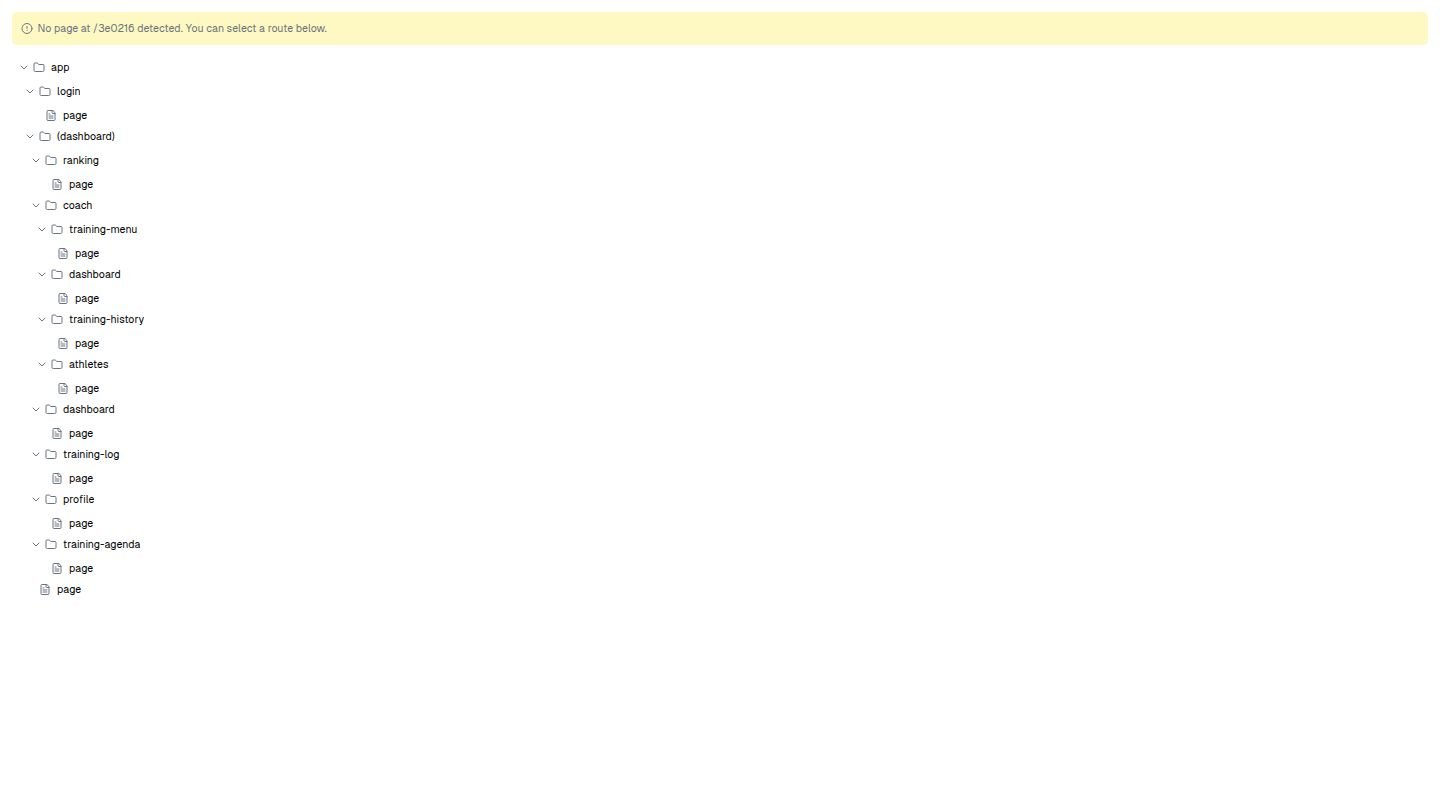 No page at /3e0216 detected. You can select a route below.
app
login
page
(dashboard)
ranking
page
coach
training-menu
page
dashboard
page
training-history
page
athletes
page
dashboard
page
training-log
page
profile
page
training-agenda
page
page